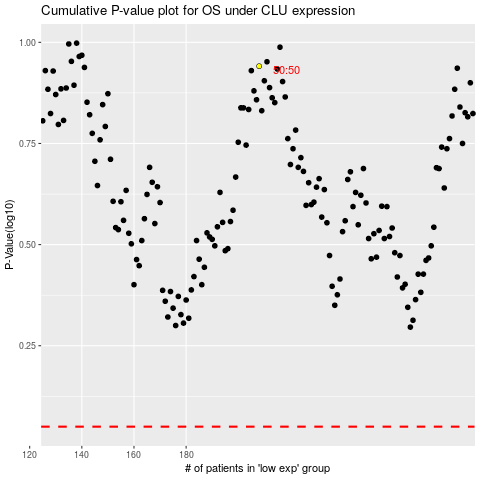 Cumulative P-value plot for OS under CLU expression
P-Value(log10)
1.00
0.75
0.50
0.25
50:50
120 140 160 180
# of patients in 'low exp' group